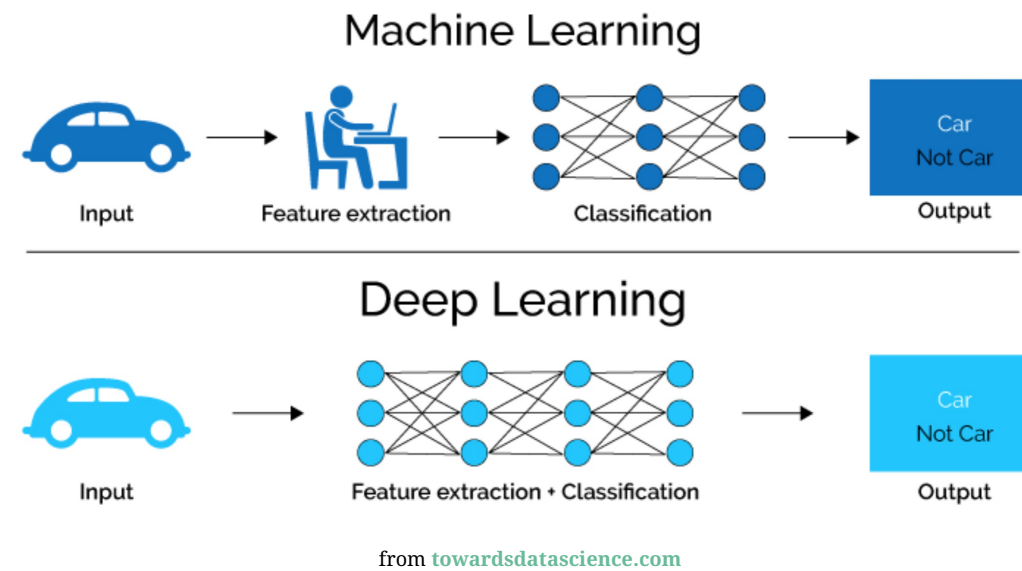 Machine Learning
Car
Not Car
Input
Feature extraction
Classification
Output
Deep Learning
Car
Not Car
Input
Feature extraction + Classification
Output
from towardsdatascience.com